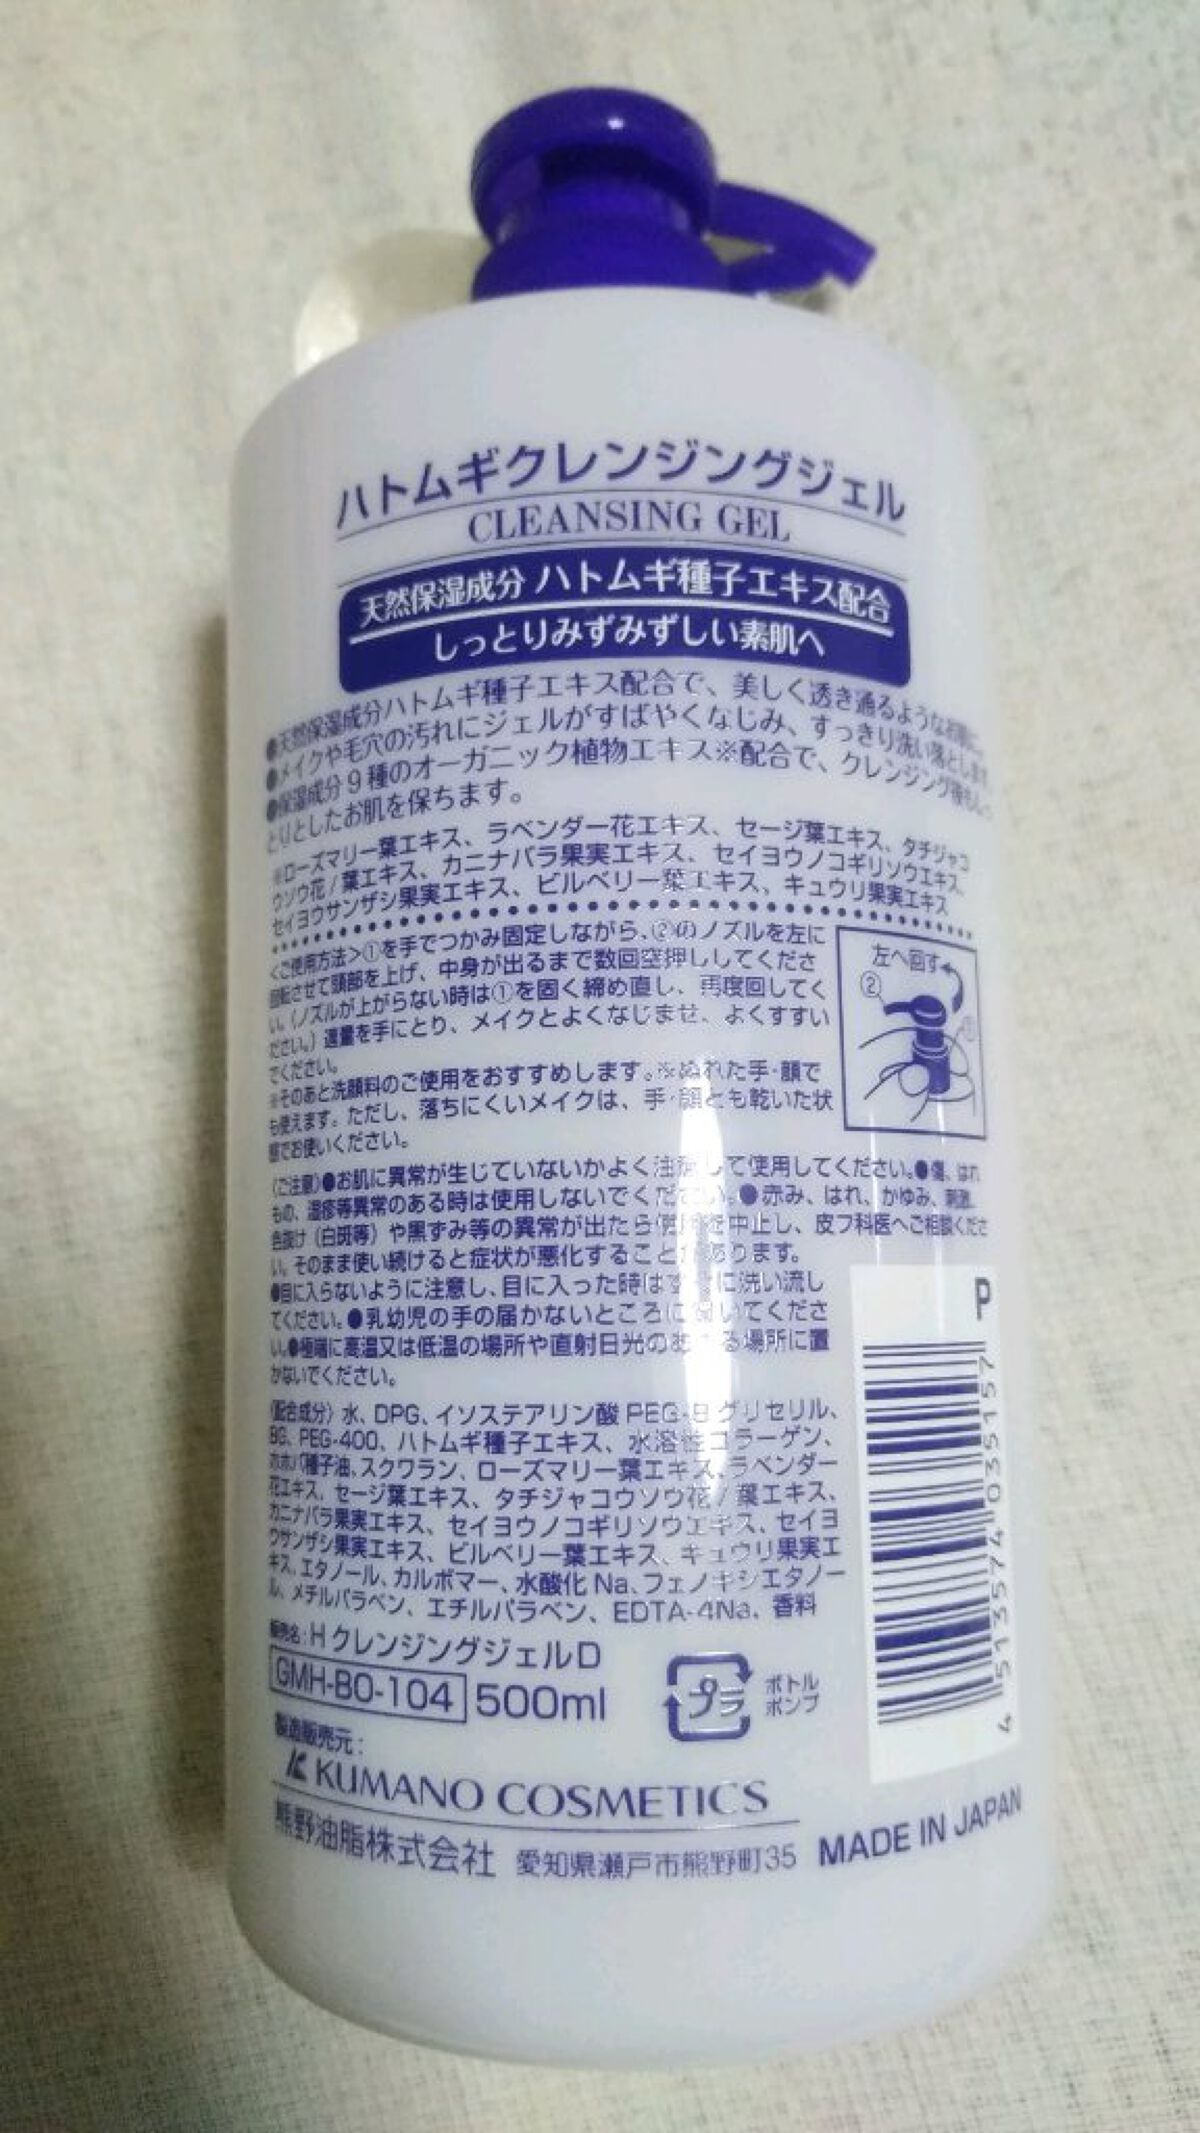 ハトムギクレンジングジェル
CLEANSING GEL
天然保湿成分 ハトムギ種子エキス配合
しっとりみずみずしい素肌へ
●天然保湿成分ハトムギ種子エキス配合で、美しく透き通るような
●メイクや毛穴の汚れにジェルがすばやくなじみ、すっきり洗い落とします。
●保湿成分9種のオーガニック植物エキス※配合で、クレンジング後もしっ
とりとしたお肌を保ちます。
※ローズマリー葉エキス、ラベンダー花エキス、セージ葉エキス、タチジャコ
ウソウ花/葉エキス、カニナバラ果実エキス、セイヨウノコギリソウエキス、
セイヨウサンザシ果実エキス、ビルベリー葉エキス、キュウリ果実エキス
<ご使用方法>①を手でつかみ固定しながら、②のノズルを左に
回転させて頭部を上げ、中身が出るまで数回空押ししてくださ
い。(ノズルが上がらない時は①を固く締め直し、再度回してく
ださい。)適量を手にとり、メイクとよくなじませ、よくすすい
でください。
※そのあと洗顔料のご使用をおすすめします。※ぬれた手・顔で
も使えます。ただし、落ちにくいメイクは、手・顔とも乾いた状
態でお使いください。
左へ回す
②
①
〈ご注意〉●お肌に異常が生じていないかよく注意して使用してください。●傷、はれ
もの、湿疹等異常のある時は使用しないでください。●赤み、はれ、かゆみ、刺激、
色抜け(白斑等)や黒ずみ等の異常が出たら使用を中止し、皮フ科医へご相談くださ
い。そのまま使い続けると症状が悪化することがあります。
●目に入らないように注意し、目に入った時はすぐに洗い流し
てください。●乳幼児の手の届かないところに置いてくださ
い。●極端に高温又は低温の場所や直射日光のあたる場所に置
かないでください。
〈配合成分〉水、DPG、イソステアリン酸PEG-8グリセリル、
BG、PEG-400、ハトムギ種子エキス、水溶性コラーゲン、
ホホバ種子油、スクワラン、ローズマリー葉エキス、ラベンダー
花エキス、セージ葉エキス、タチジャコウソウ花/葉エキス、
カニナバラ果実エキス、セイヨウノコギリソウエキス、セイヨ
ウサンザシ果実エキス、ビルベリー葉エキス、キュウリ果実エ
キス、エタノール、カルボマー、水酸化Na、フェノキシエタノー
ル、メチルパラベン、エチルパラベン、EDTA-4Na、香料
販売名:HクレンジングジェルD
GMH-BO-104 500ml
プラ
ボトル
ポンプ
製造販売元:
KUMANO COSMETICS
熊野油脂株式会社 愛知県瀬戸市熊野町35 MADE IN JAPAN
P
4 513574 035157